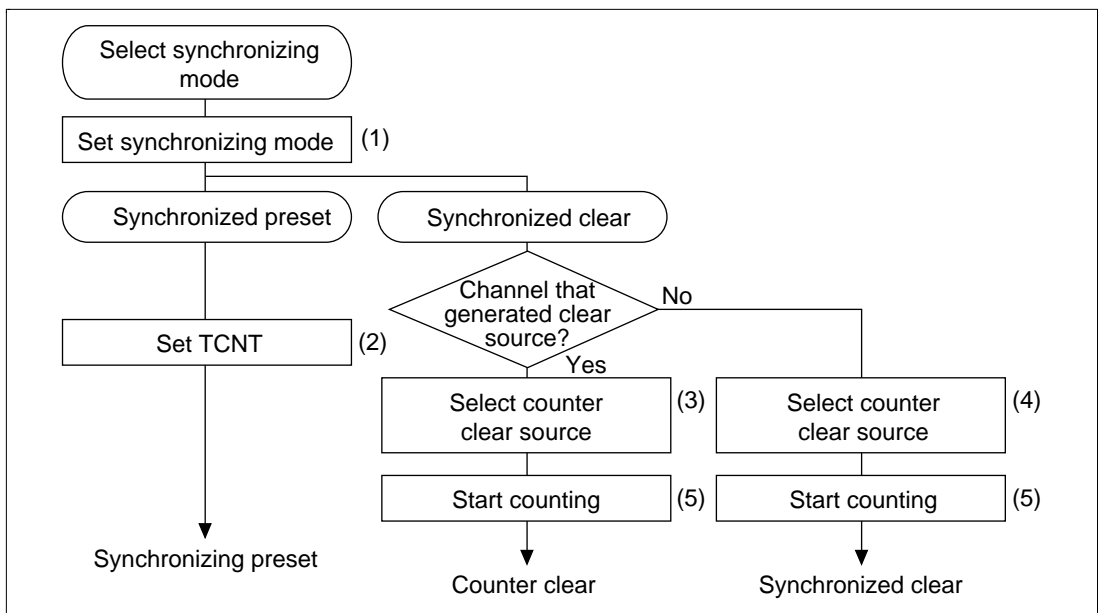 Select synchronizing
mode
Set synchronizing mode (1)
Synchronized preset
Synchronized clear
Channel that
generated clear
source?
No
Yes
Set TCNT (2)
Select counter
clear source
(3)
Select counter
clear source
(4)
Start counting (5)
Start counting (5)
Synchronizing preset
Counter clear
Synchronized clear